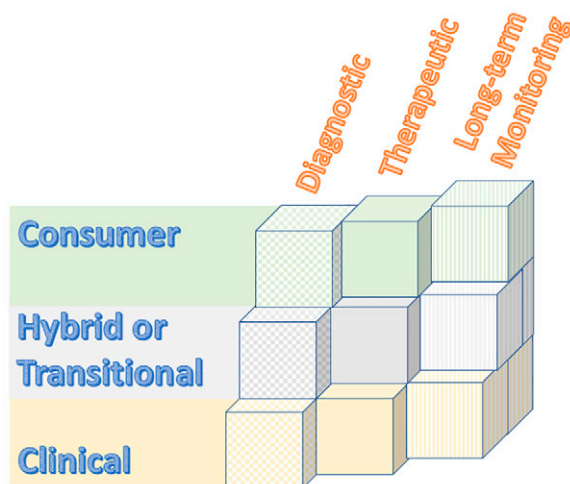 Diagnostic
Therapeutic
Long-term
Monitoring
Consumer
Hybrid or
Transitional
Clinical